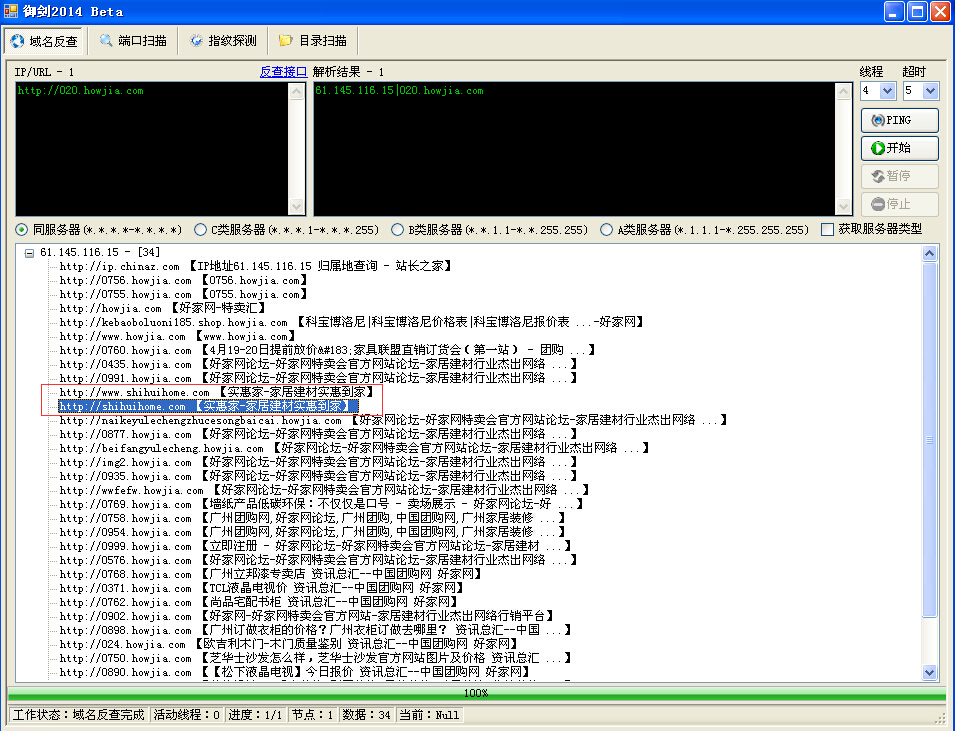 御剑2014 Beta
域名反查 端口扫描 指纹探测 目录扫描
IP/URL - 1 反查接口 解析结果 - 1 线程 超时
http://020.howjia.com 61.145.116.15|020.howjia.com 4 5
PING
开始
暂停
停止
同服务器(*.*.*.*-*.*.*.*) C类服务器(*.*.*.1-*.*.*.255) B类服务器(*.*.1.1-*.*.255.255) A类服务器(*.1.1.1-*.255.255.255) 获取服务器类型
61.145.116.15 - [34]
http://ip.chinaz.com 【IP地址61.145.116.15 归属地查询 - 站长之家】
http://0756.howjia.com 【0756.howjia.com】
http://0755.howjia.com 【0755.howjia.com】
http://howjia.com 【好家网-特卖汇】
http://kebaoboluoni185.shop.howjia.com 【科宝博洛尼|科宝博洛尼价格表|科宝博洛尼报价表 ...-好家网】
http://www.howjia.com 【www.howjia.com】
http://0760.howjia.com 【4月19-20日提前放价&#183;家具联盟直销订货会（第一站） - 团购 ...】
http://0435.howjia.com 【好家网论坛-好家网特卖会官方网站论坛-家居建材行业杰出网络 ...】
http://0991.howjia.com 【好家网论坛-好家网特卖会官方网站论坛-家居建材行业杰出网络 ...】
http://www.shihuihome.com 【实惠家-家居建材实惠到家】
http://shihuihome.com 【实惠家-家居建材实惠到家】
http://naikeyulechengzhucesongbaicai.howjia.com 【好家网论坛-好家网特卖会官方网站论坛-家居建材行业杰出网络 ...】
http://0877.howjia.com 【好家网论坛-好家网特卖会官方网站论坛-家居建材行业杰出网络 ...】
http://beifangyulecheng.howjia.com 【好家网论坛-好家网特卖会官方网站论坛-家居建材行业杰出网络 ...】
http://img2.howjia.com 【好家网论坛-好家网特卖会官方网站论坛-家居建材行业杰出网络 ...】
http://0935.howjia.com 【好家网论坛-好家网特卖会官方网站论坛-家居建材行业杰出网络 ...】
http://wwfefw.howjia.com 【好家网论坛-好家网特卖会官方网站论坛-家居建材行业杰出网络 ...】
http://0769.howjia.com 【墙纸产品低碳环保：不仅仅是口号 - 卖场展示 - 好家网论坛-好 ...】
http://0758.howjia.com 【广州团购网,好家网论坛,广州团购,中国团购网,广州家居装修 ...】
http://0954.howjia.com 【广州团购网,好家网论坛,广州团购,中国团购网,广州家居装修 ...】
http://0999.howjia.com 【立即注册 - 好家网论坛-好家网特卖会官方网站论坛-家居建材 ...】
http://0576.howjia.com 【好家网论坛-好家网特卖会官方网站论坛-家居建材行业杰出网络 ...】
http://0768.howjia.com 【广州立邦漆专卖店 资讯总汇--中国团购网 好家网】
http://0371.howjia.com 【TCL液晶电视价 资讯总汇--中国团购网 好家网】
http://0762.howjia.com 【尚品宅配书柜 资讯总汇--中国团购网 好家网】
http://0902.howjia.com 【好家网-好家网特卖会官方网站-家居建材行业杰出网络行销平台】
http://0898.howjia.com 【广州订做衣柜的价格？广州衣柜订做去哪里？ 资讯总汇--中国 ...】
http://024.howjia.com 【欧吉利木门-木门质量鉴别 资讯总汇--中国团购网 好家网】
http://0750.howjia.com 【芝华士沙发怎么样，芝华士沙发官方网站图片及价格 资讯总汇 ...】
http://0890.howjia.com 【【松下液晶电视】今日报价 资讯总汇--中国团购网 好家网】
100%
工作状态：域名反查完成 活动线程：0 进度：1/1 节点：1 数据：34 当前：Null